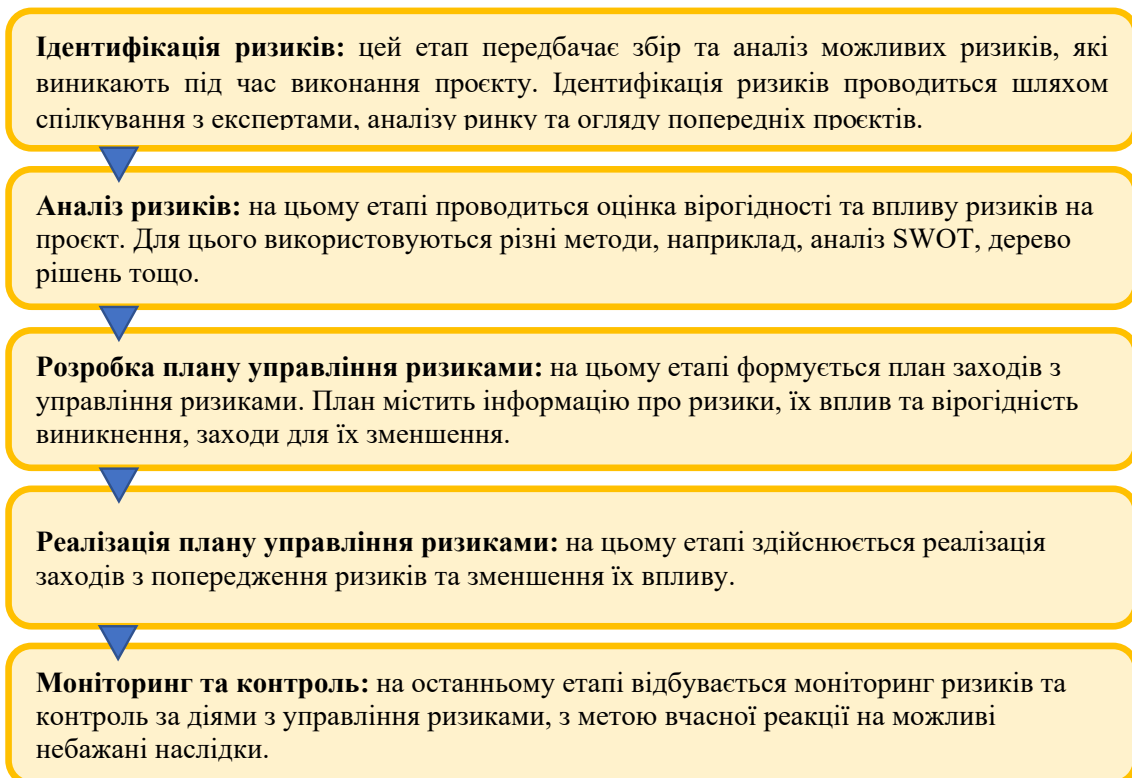 Ідентифікація ризиків: цей етап передбачає збір та аналіз можливих ризиків, які
виникають під час виконання проєкту. Ідентифікація ризиків проводиться шляхом
спілкування з експертами, аналізу ринку та огляду попередніх проєктів.
Аналіз ризиків: на цьому етапі проводиться оцінка вірогідності та впливу ризиків на
проєкт. Для цього використовуються різні методи, наприклад, аналіз SWOT, дерево
рішень тощо.
Розробка плану управління ризиками: на цьому етапі формується план заходів з
управління ризиками. План містить інформацію про ризики, їх вплив та вірогідність
виникнення, заходи для їх зменшення.
Реалізація плану управління ризиками: на цьому етапі здійснюється реалізація
заходів з попередження ризиків та зменшення їх впливу.
Моніторинг та контроль: на останньому етапі відбувається моніторинг ризиків та
контроль за діями з управління ризиками, з метою вчасної реакції на можливі
небажані наслідки.